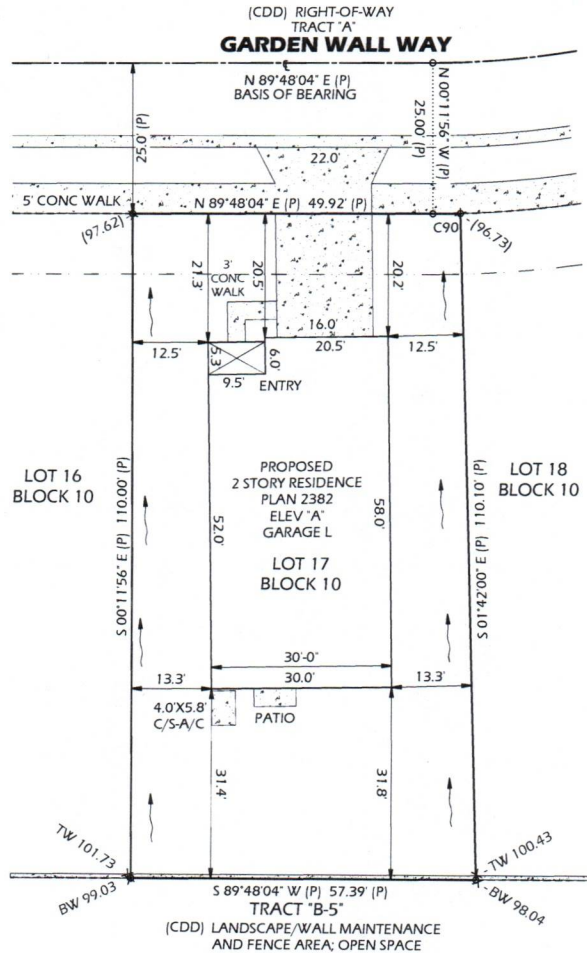 (CDD) RIGHT-OF-WAY
TRACT "A"
GARDEN WALL WAY
N 89°48'04" E (P)
BASIS OF BEARING
25.0' (P)
N 00°11'56" W (P)
25.00' (P)
22.0'
5' CONC WALK
N 89°48'04" E (P) 49.92' (P)
(97.62)
C90
(96.73)
21.3'
3'
CONC
WALK
20.5'
20.2'
16.0'
12.5'
20.5'
12.5'
5.3'
6.0'
9.5'
ENTRY
LOT 16
BLOCK 10
PROPOSED
2 STORY RESIDENCE
PLAN 2382
ELEV "A"
GARAGE L
LOT 17
BLOCK 10
LOT 18
BLOCK 10
S 00°11'56" E (P) 110.00' (P)
52.0'
58.0'
S 01°42'00" E (P) 110.10' (P)
30'-0"
13.3'
30.0'
13.3'
4.0'X5.8'
C/S-A/C
PATIO
31.4'
31.8'
TW 101.73
BW 99.03
TW 100.43
BW 98.04
S 89°48'04" W (P) 57.39' (P)
TRACT "B-5"
(CDD) LANDSCAPE/WALL MAINTENANCE
AND FENCE AREA; OPEN SPACE